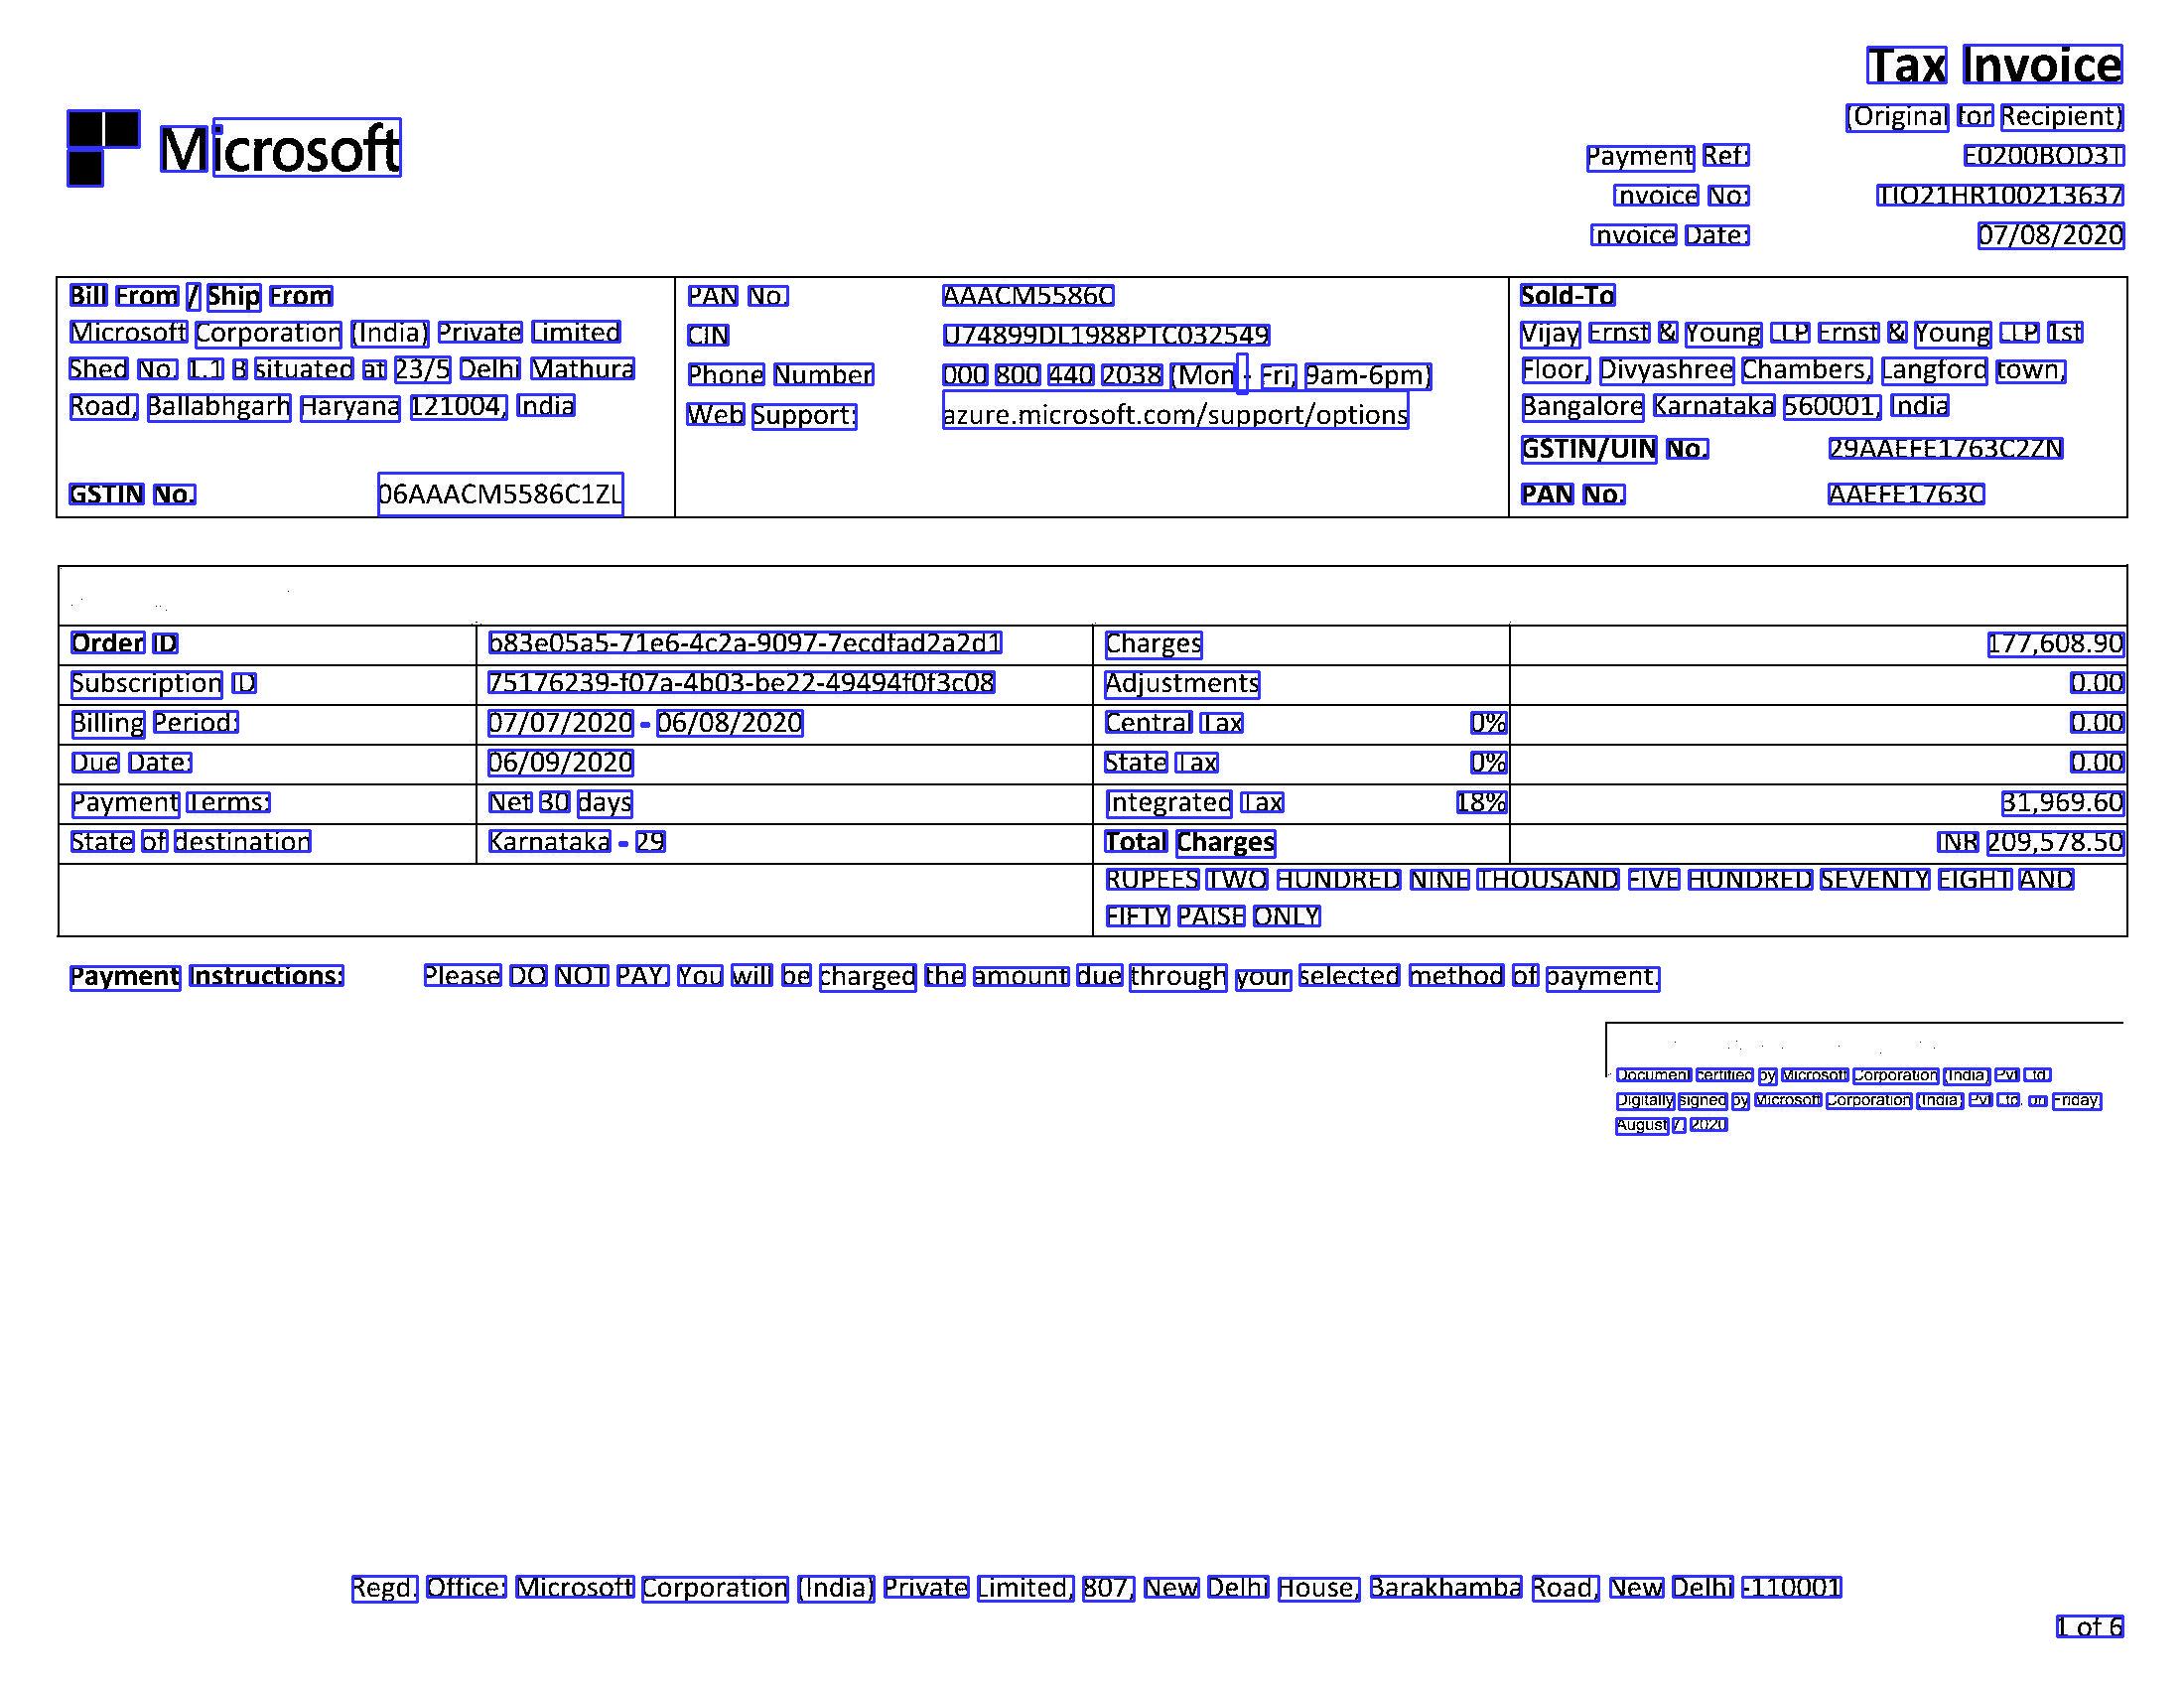 Tax Invoice
(Original for Recipient)
Microsoft
Payment Ref: E0200BOD3T
Invoice No: TIO21HR100213637
Invoice Date: 07/08/2020
Bill From / Ship From
Microsoft Corporation (India) Private Limited
Shed No. 1.1 B situated at 23/5 Delhi Mathura
Road, Ballabhgarh Haryana 121004, India
GSTIN No. 06AAACM5586C1ZL
PAN No. AAACM5586C
CIN U74899DL1988PTC032549
Phone Number 000 800 440 2038 (Mon - Fri, 9am-6pm)
Web Support: azure.microsoft.com/support/options
Sold-To
Vijay Ernst & Young LLP Ernst & Young LLP 1st
Floor, Divyashree Chambers, Langford town,
Bangalore Karnataka 560001, India
GSTIN/UIN No. 29AAEFE1763C2ZN
PAN No. AAEFE1763C
Order ID b83e05a5-71e6-4c2a-9097-7ecdfad2a2d1 Charges 177,608.90
Subscription ID 75176239-f07a-4b03-be22-49494f0f3c08 Adjustments 0.00
Billing Period: 07/07/2020 - 06/08/2020 Central Tax 0% 0.00
Due Date: 06/09/2020 State Tax 0% 0.00
Payment Terms: Net 30 days Integrated Tax 18% 31,969.60
State of destination Karnataka - 29 Total Charges INR 209,578.50
RUPEES TWO HUNDRED NINE THOUSAND FIVE HUNDRED SEVENTY EIGHT AND
FIFTY PAISE ONLY
Payment Instructions: Please DO NOT PAY. You will be charged the amount due through your selected method of payment.
Document certified by Microsoft Corporation (India) Pvt Ltd.
Digitally signed by Microsoft Corporation (India) Pvt Ltd. on Friday,
August 7, 2020
Regd. Office: Microsoft Corporation (India) Private Limited, 807, New Delhi House, Barakhamba Road, New Delhi -110001
1 of 6